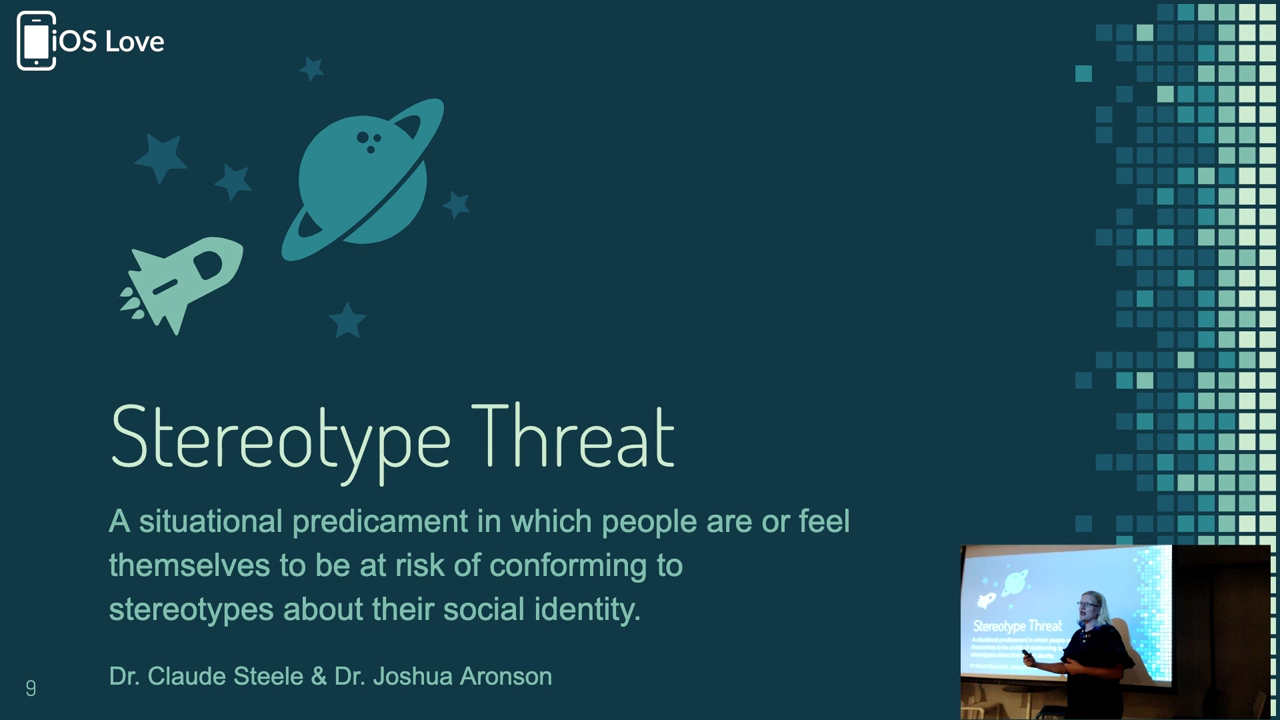 iOS Love
Stereotype Threat
A situational predicament in which people are or feel
themselves to be at risk of conforming to
stereotypes about their social identity.
Dr. Claude Steele & Dr. Joshua Aronson
9
Stereotype Threat